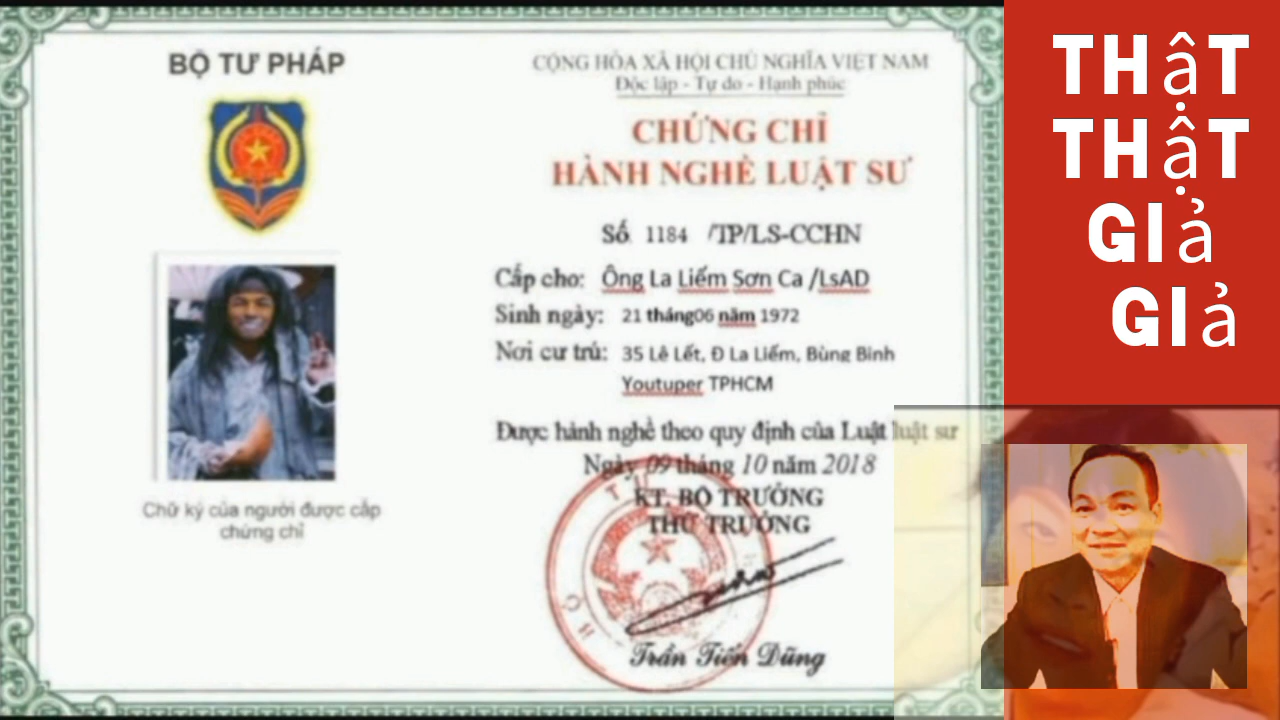 BỘ TƯ PHÁP
CỘNG HÒA XÃ HỘI CHỦ NGHĨA VIỆT NAM
Độc lập - Tự do - Hạnh phúc
CHỨNG CHỈ
HÀNH NGHỀ LUẬT SƯ
Số 1184 /TP/LS-CCHN
Cấp cho: Ông La Liếm Sơn Ca /LsAD
Sinh ngày: 21 tháng06 năm 1972
Nơi cư trú: 35 Lê Lết, Đ La Liếm, Bùng Binh
Youtuper TPHCM
Được hành nghề theo quy định của Luật luật sư
Ngày 09 tháng 10 năm 2018
KT. BỘ TRƯỞNG
THỨ TRƯỞNG
Trần Tiến Dũng
Chữ ký của người được cấp
chứng chỉ
THậT
THậT
GIả
GIả